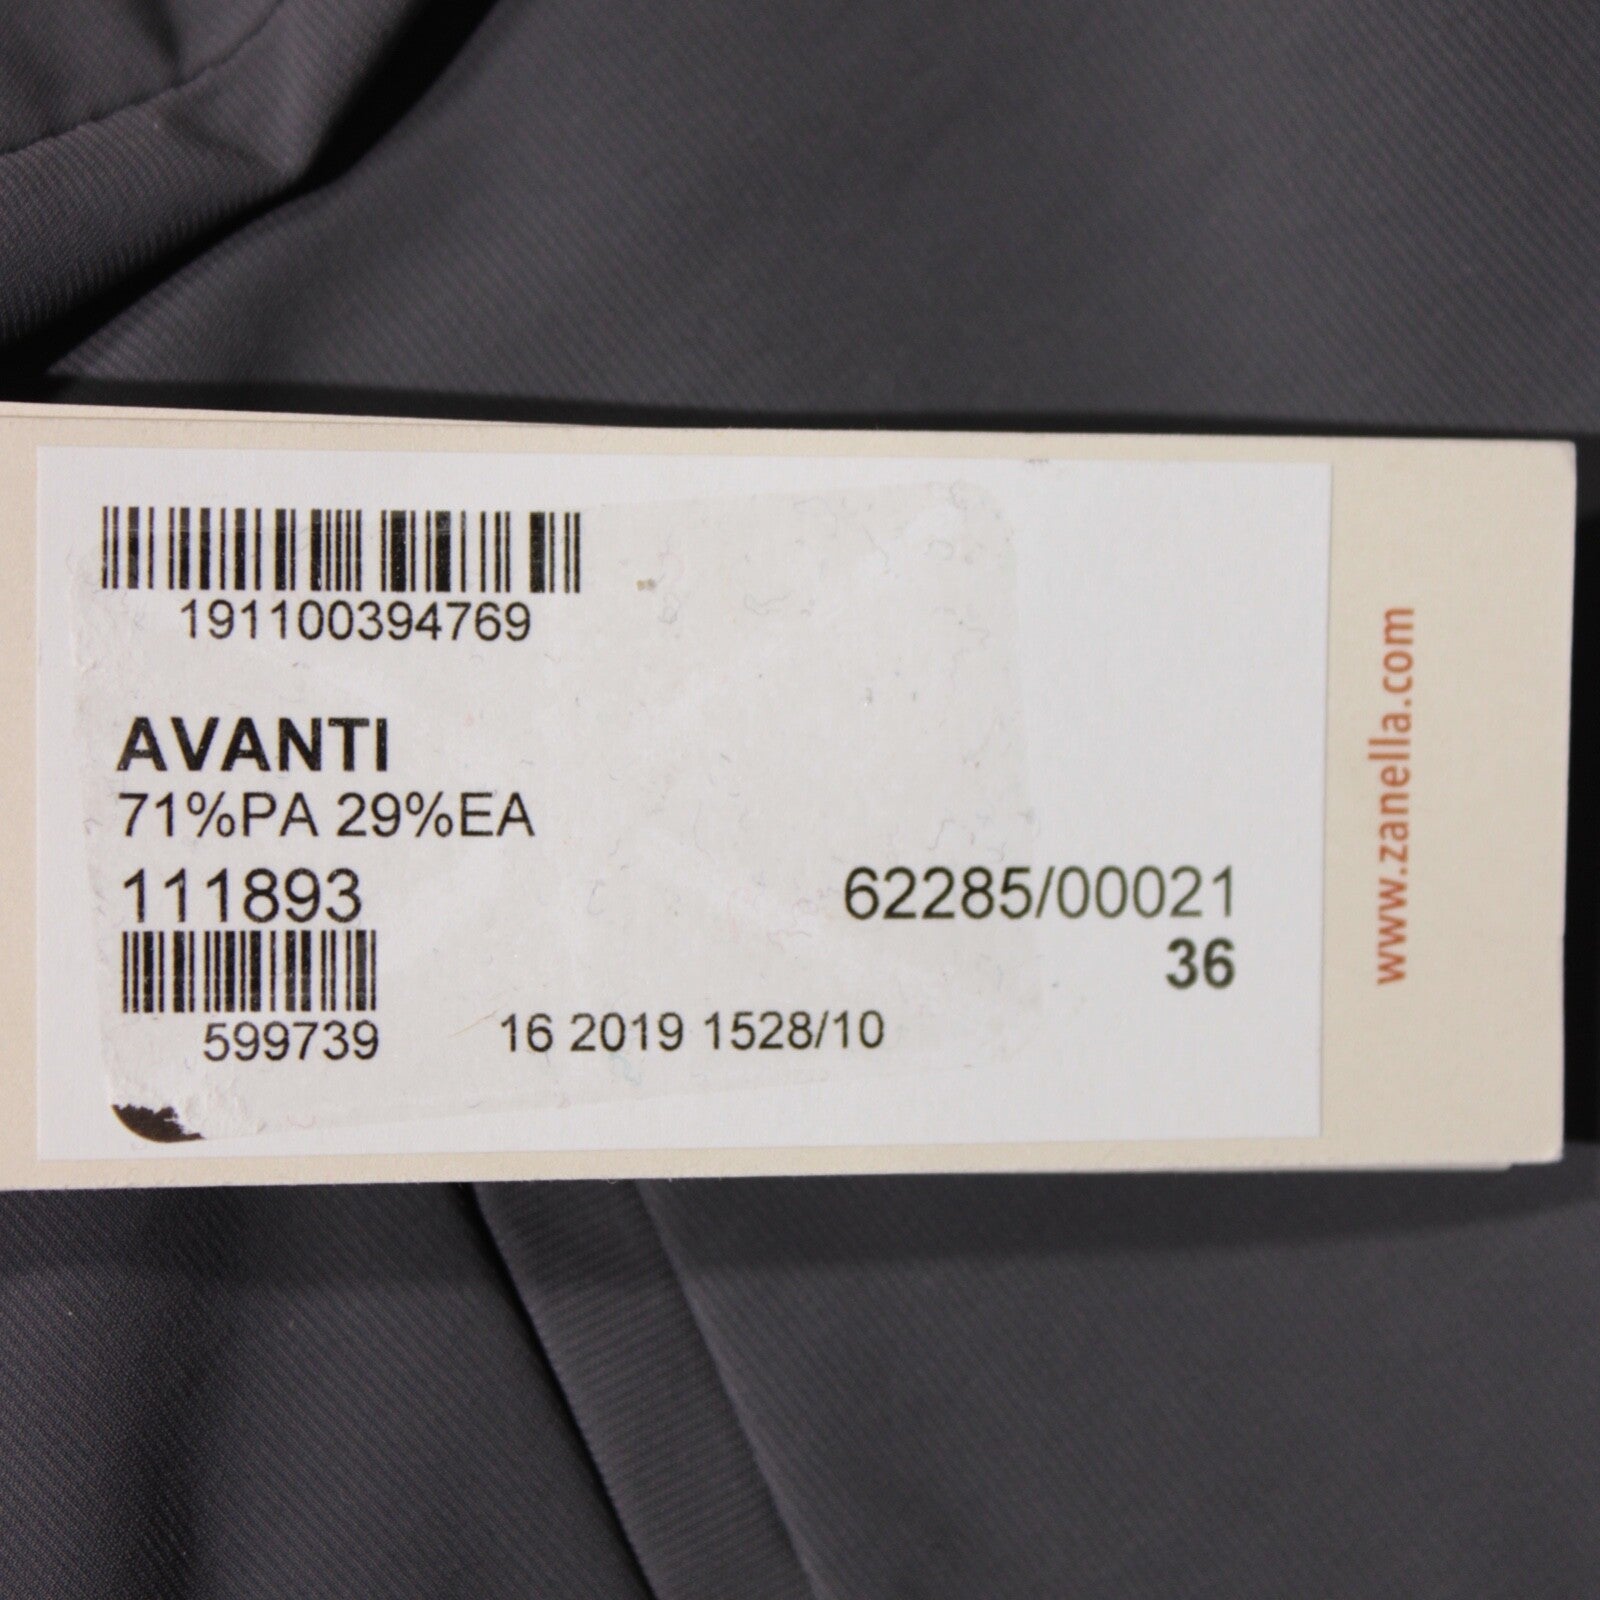 191100394769
AVANTI
71%PA 29%EA
111893
62285/00021
36
599739
16 2019 1528/10
www.zanella.com